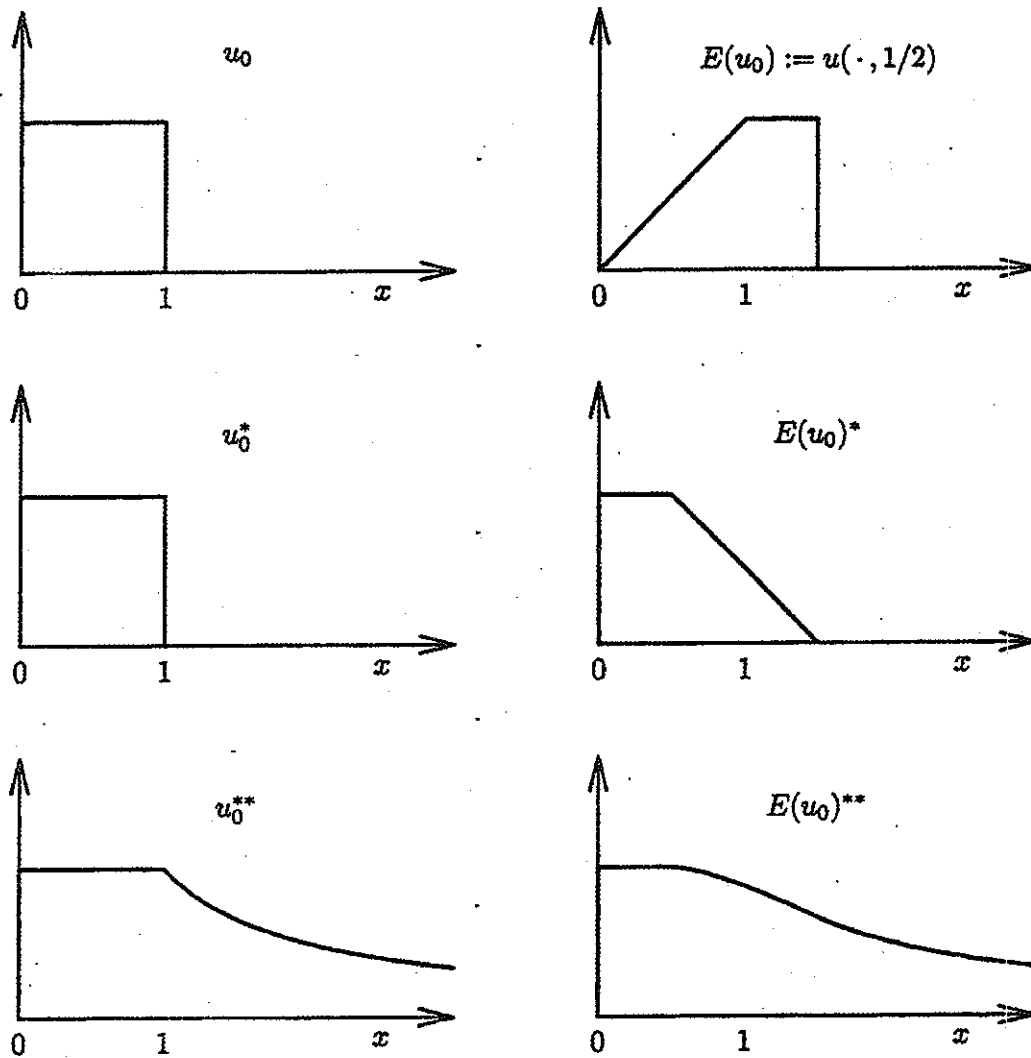 u₀
E(u₀) := u( · , 1/2)
0 1 x
0 1 x
u₀*
E(u₀)*
0 1 x
0 1 x
u₀**
E(u₀)**
0 1 x
0 1 x